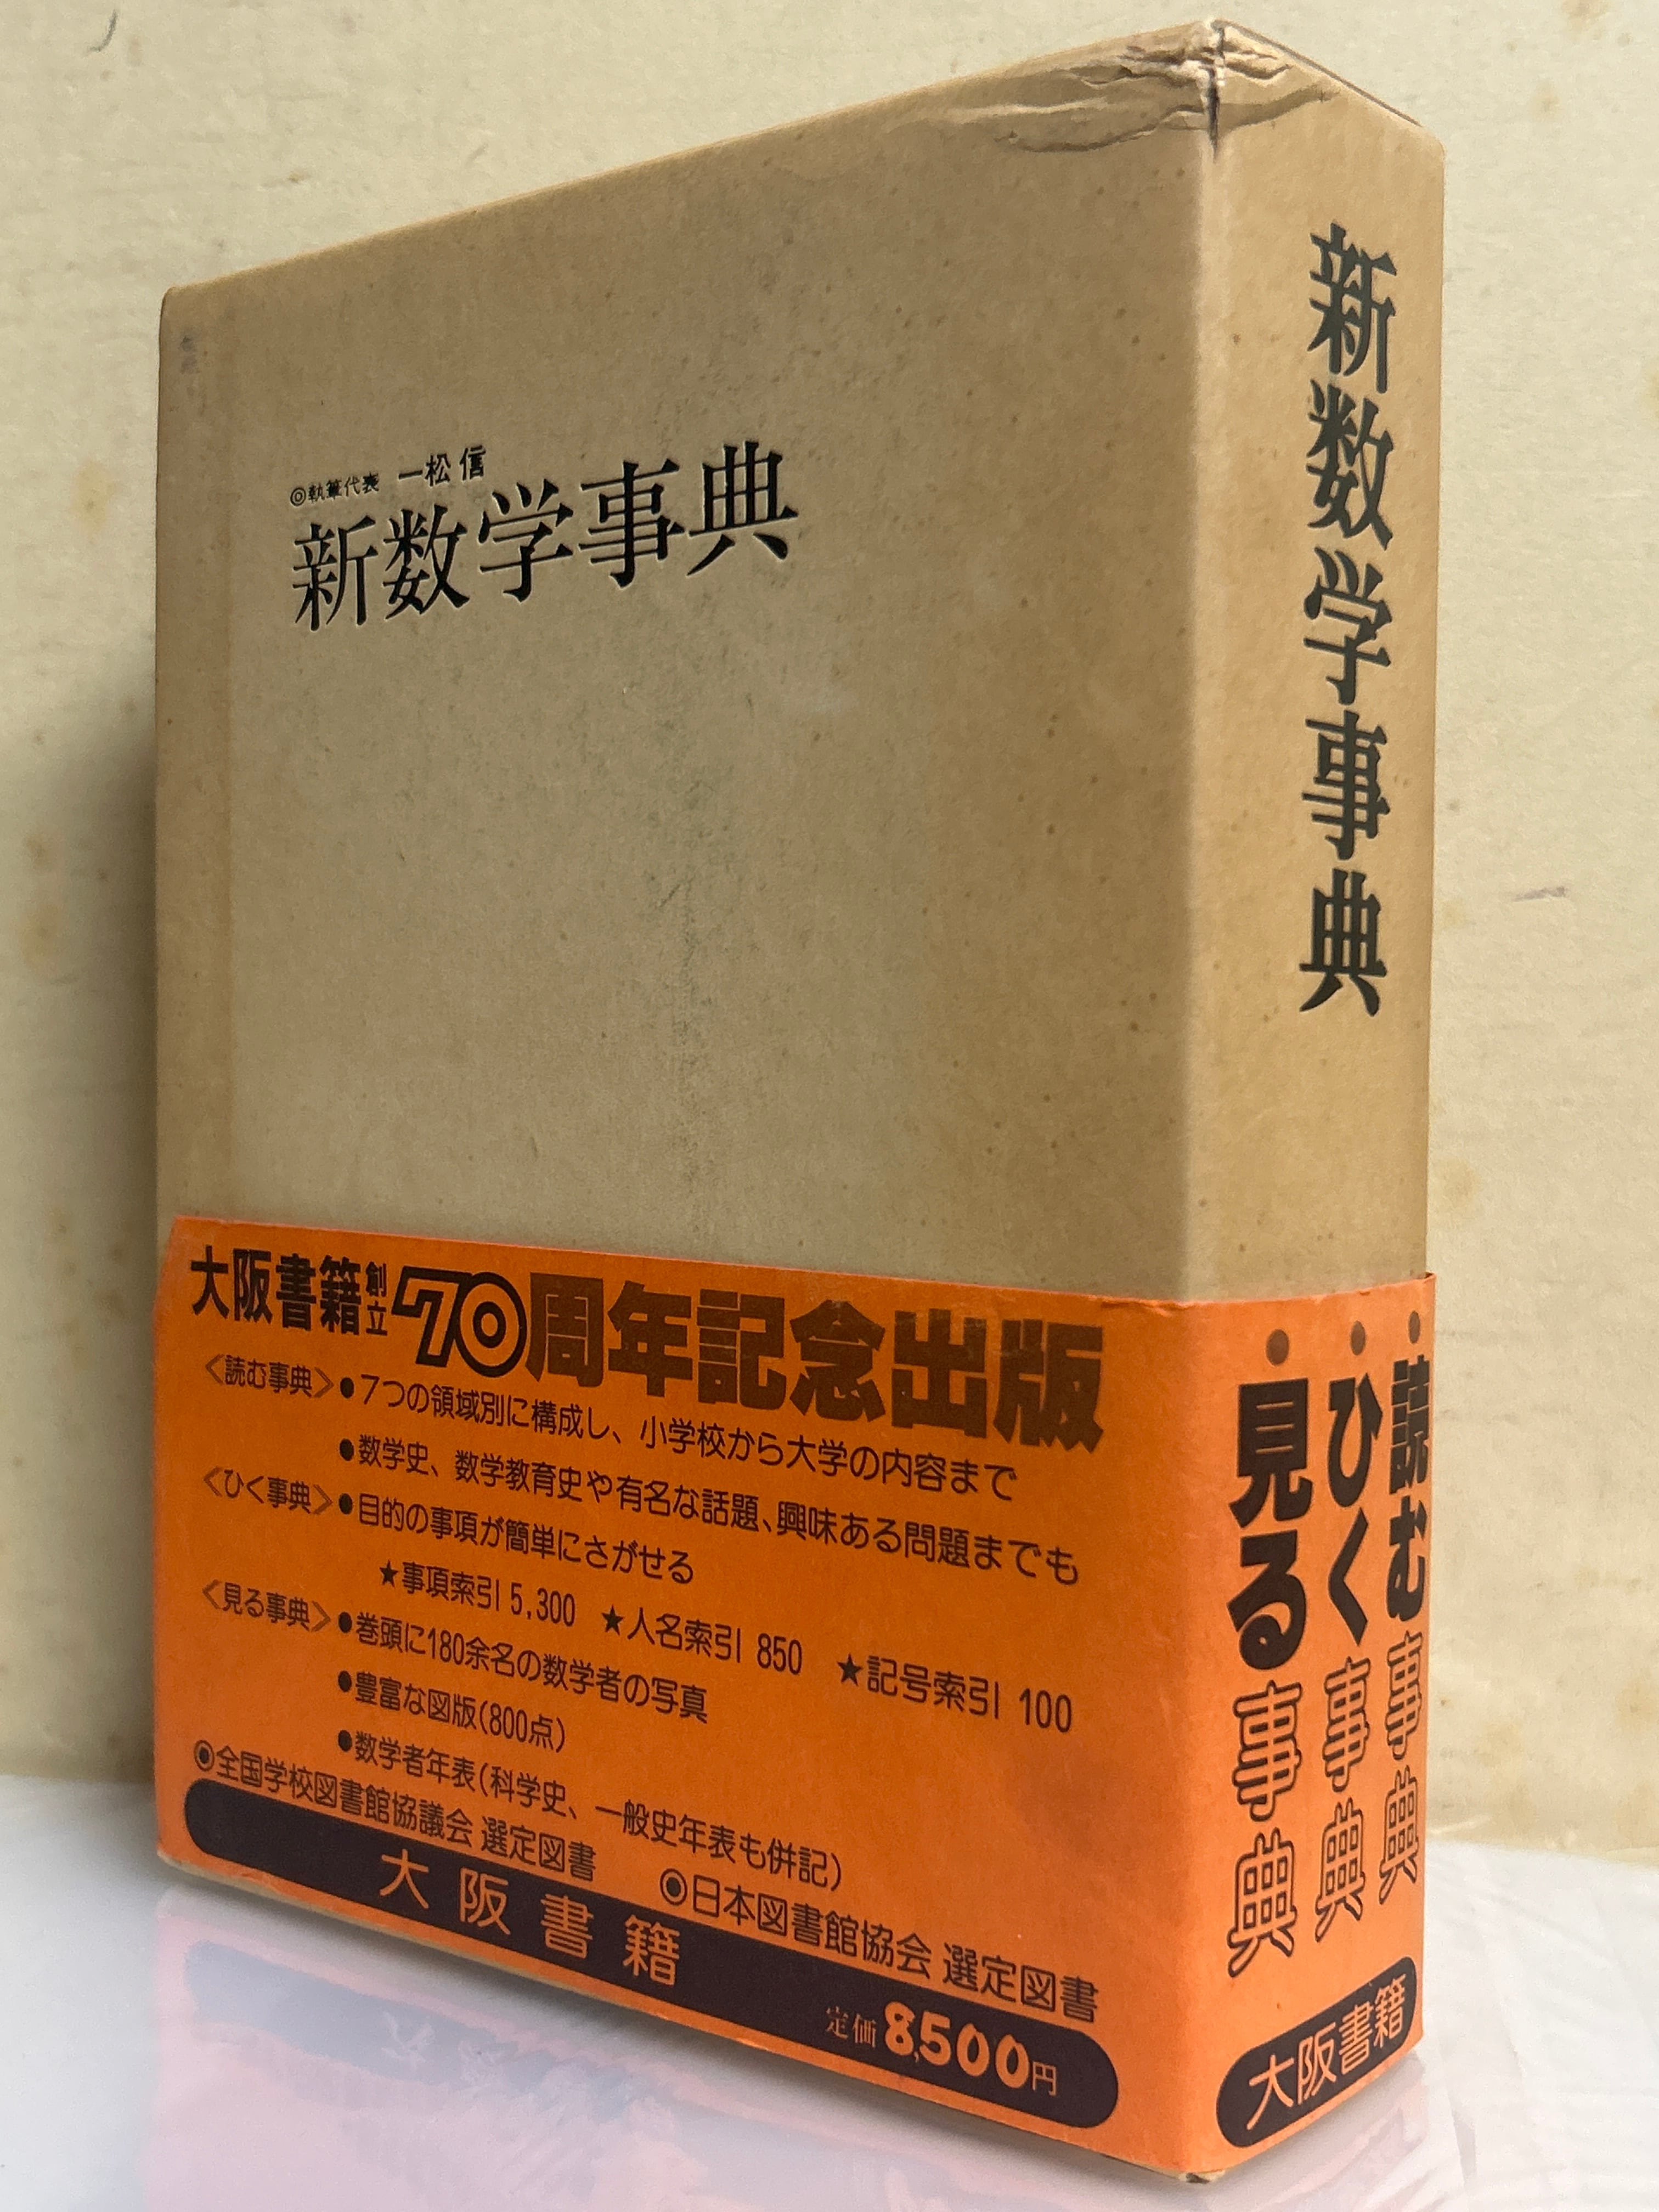 ◎執筆代表 一松 信
新数学事典
大阪書籍創立70周年記念出版
〈読む事典〉●7つの領域別に構成し、小学校から大学の内容まで
●数学史、数学教育史や有名な話題、興味ある問題までも
〈ひく事典〉●目的の事項が簡単にさがせる
★事項索引 5,300 ★人名索引 850 ★記号索引 100
〈見る事典〉●巻頭に180余名の数学者の写真
●豊富な図版(800点)
●数学者年表(科学史、一般史年表も併記)
◉全国学校図書館協議会 選定図書 ◉日本図書館協会 選定図書
大阪書籍
定価 8,500円
新数学事典
・読む事典
・ひく事典
・見る事典
大阪書籍